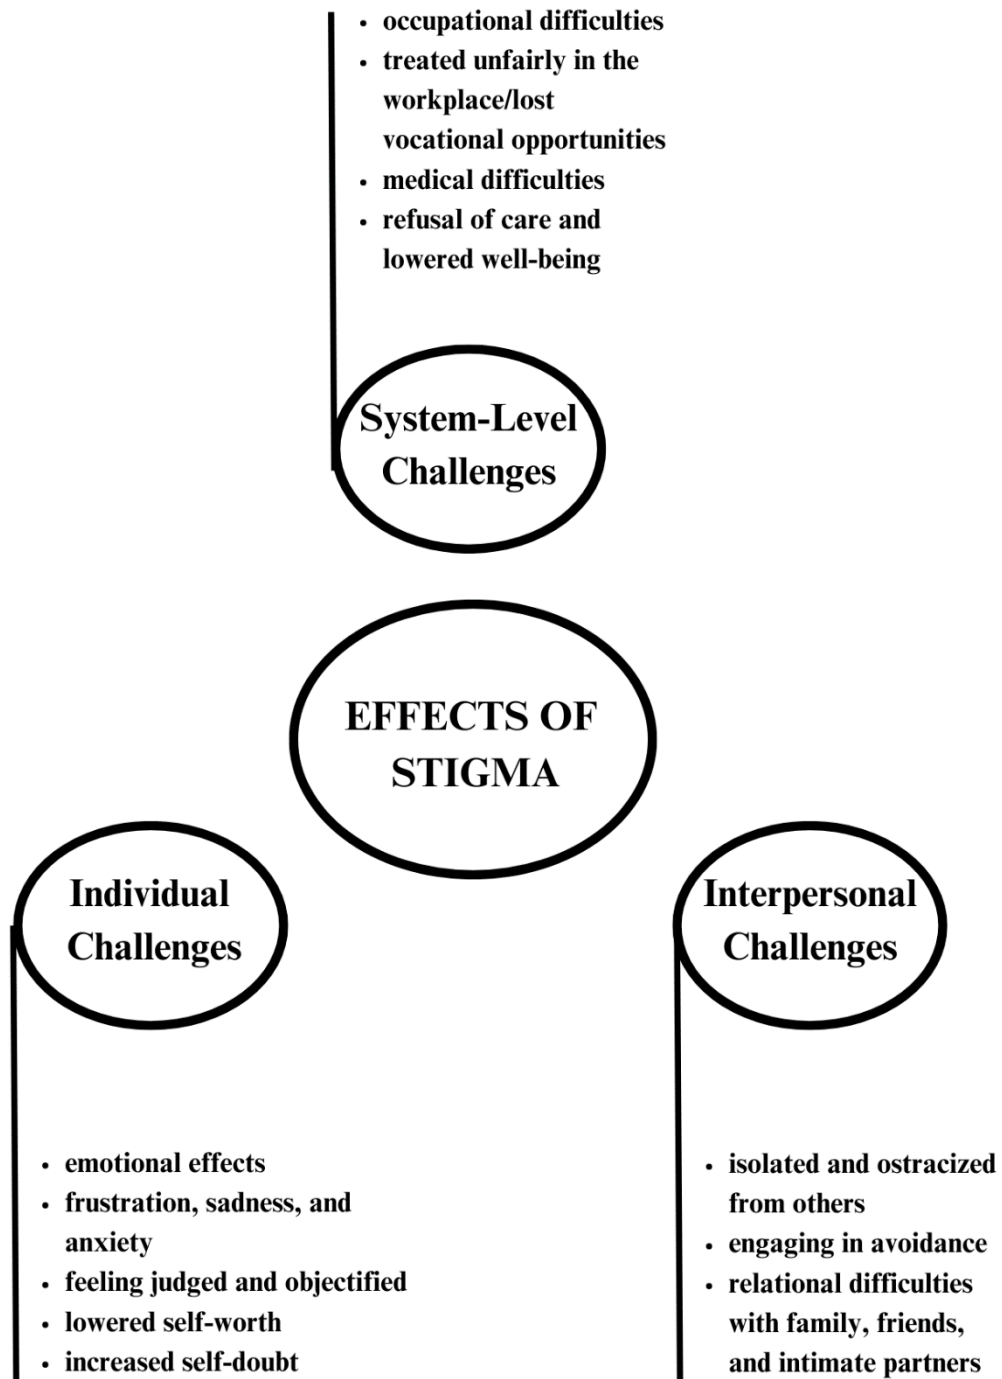 • occupational difficulties
• treated unfairly in the
workplace/lost
vocational opportunities
• medical difficulties
• refusal of care and
lowered well-being
System-Level
Challenges
EFFECTS OF
STIGMA
Individual
Challenges
• emotional effects
• frustration, sadness, and
anxiety
• feeling judged and objectified
• lowered self-worth
• increased self-doubt
Interpersonal
Challenges
• isolated and ostracized
from others
• engaging in avoidance
• relational difficulties
with family, friends,
and intimate partners